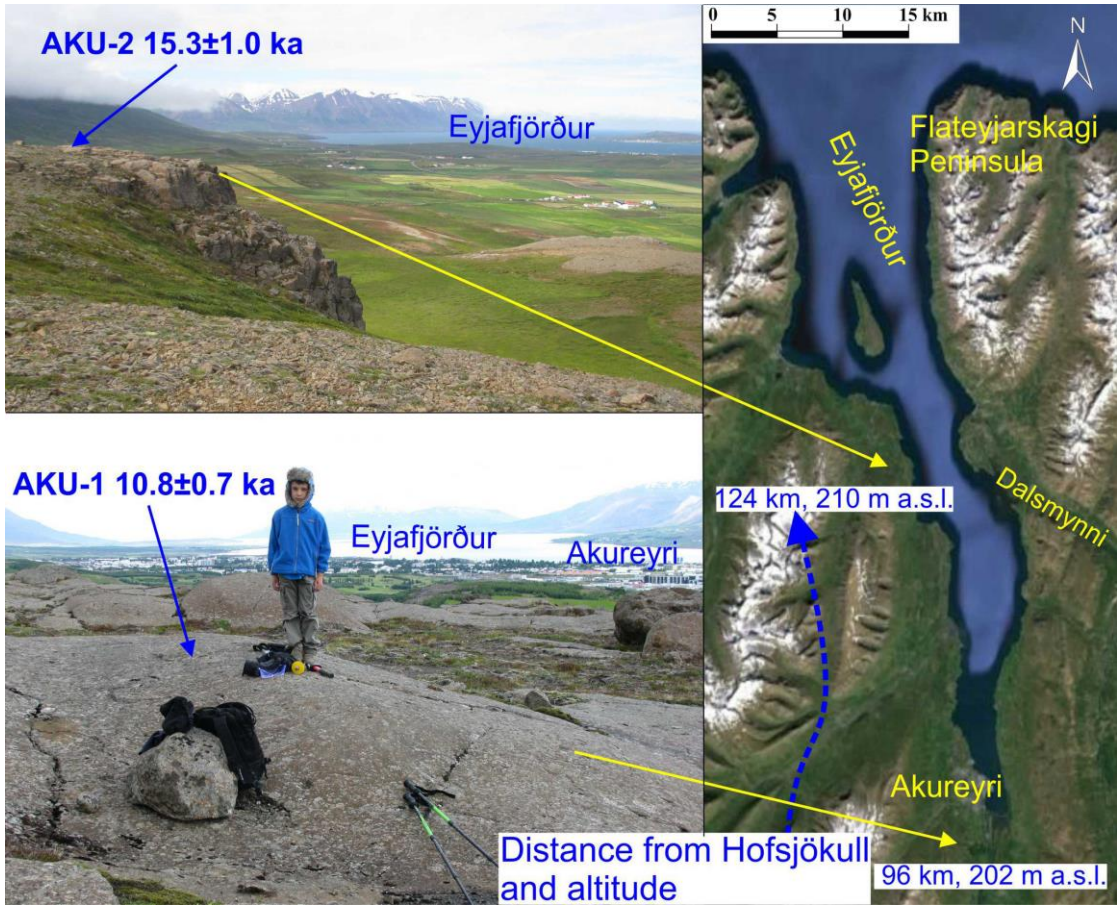 AKU-2 15.3±1.0 ka
Eyjafjörður
AKU-1 10.8±0.7 ka
Eyjafjörður
Akureyri
0 5 10 15 km
N
Flateyjarskagi
Peninsula
Eyjafjörður
124 km, 210 m a.s.l.
Dalsmynni
Akureyri
Distance from Hofsjökull
and altitude
96 km, 202 m a.s.l.